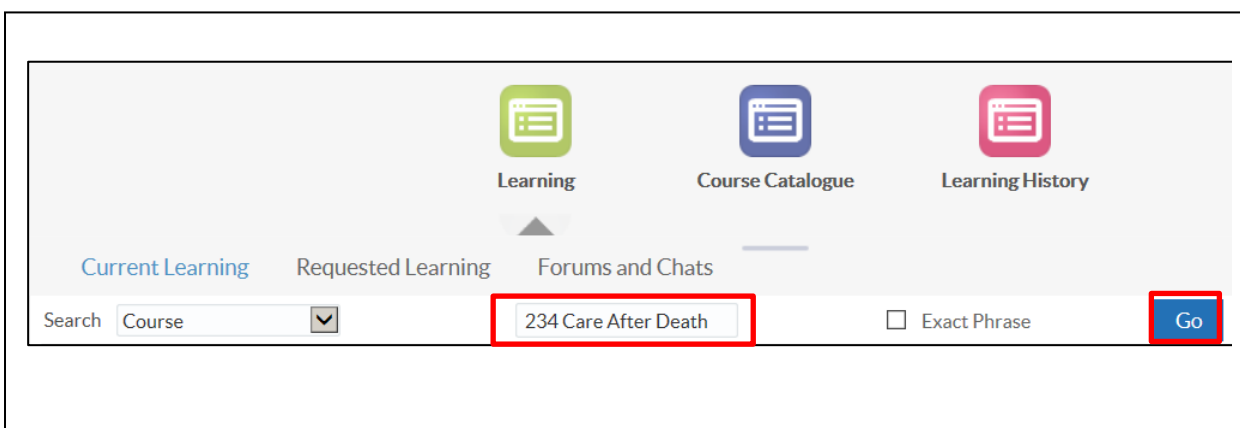 Learning Course Catalogue Learning History
Current Learning Requested Learning Forums and Chats
Search Course 234 Care After Death Exact Phrase Go